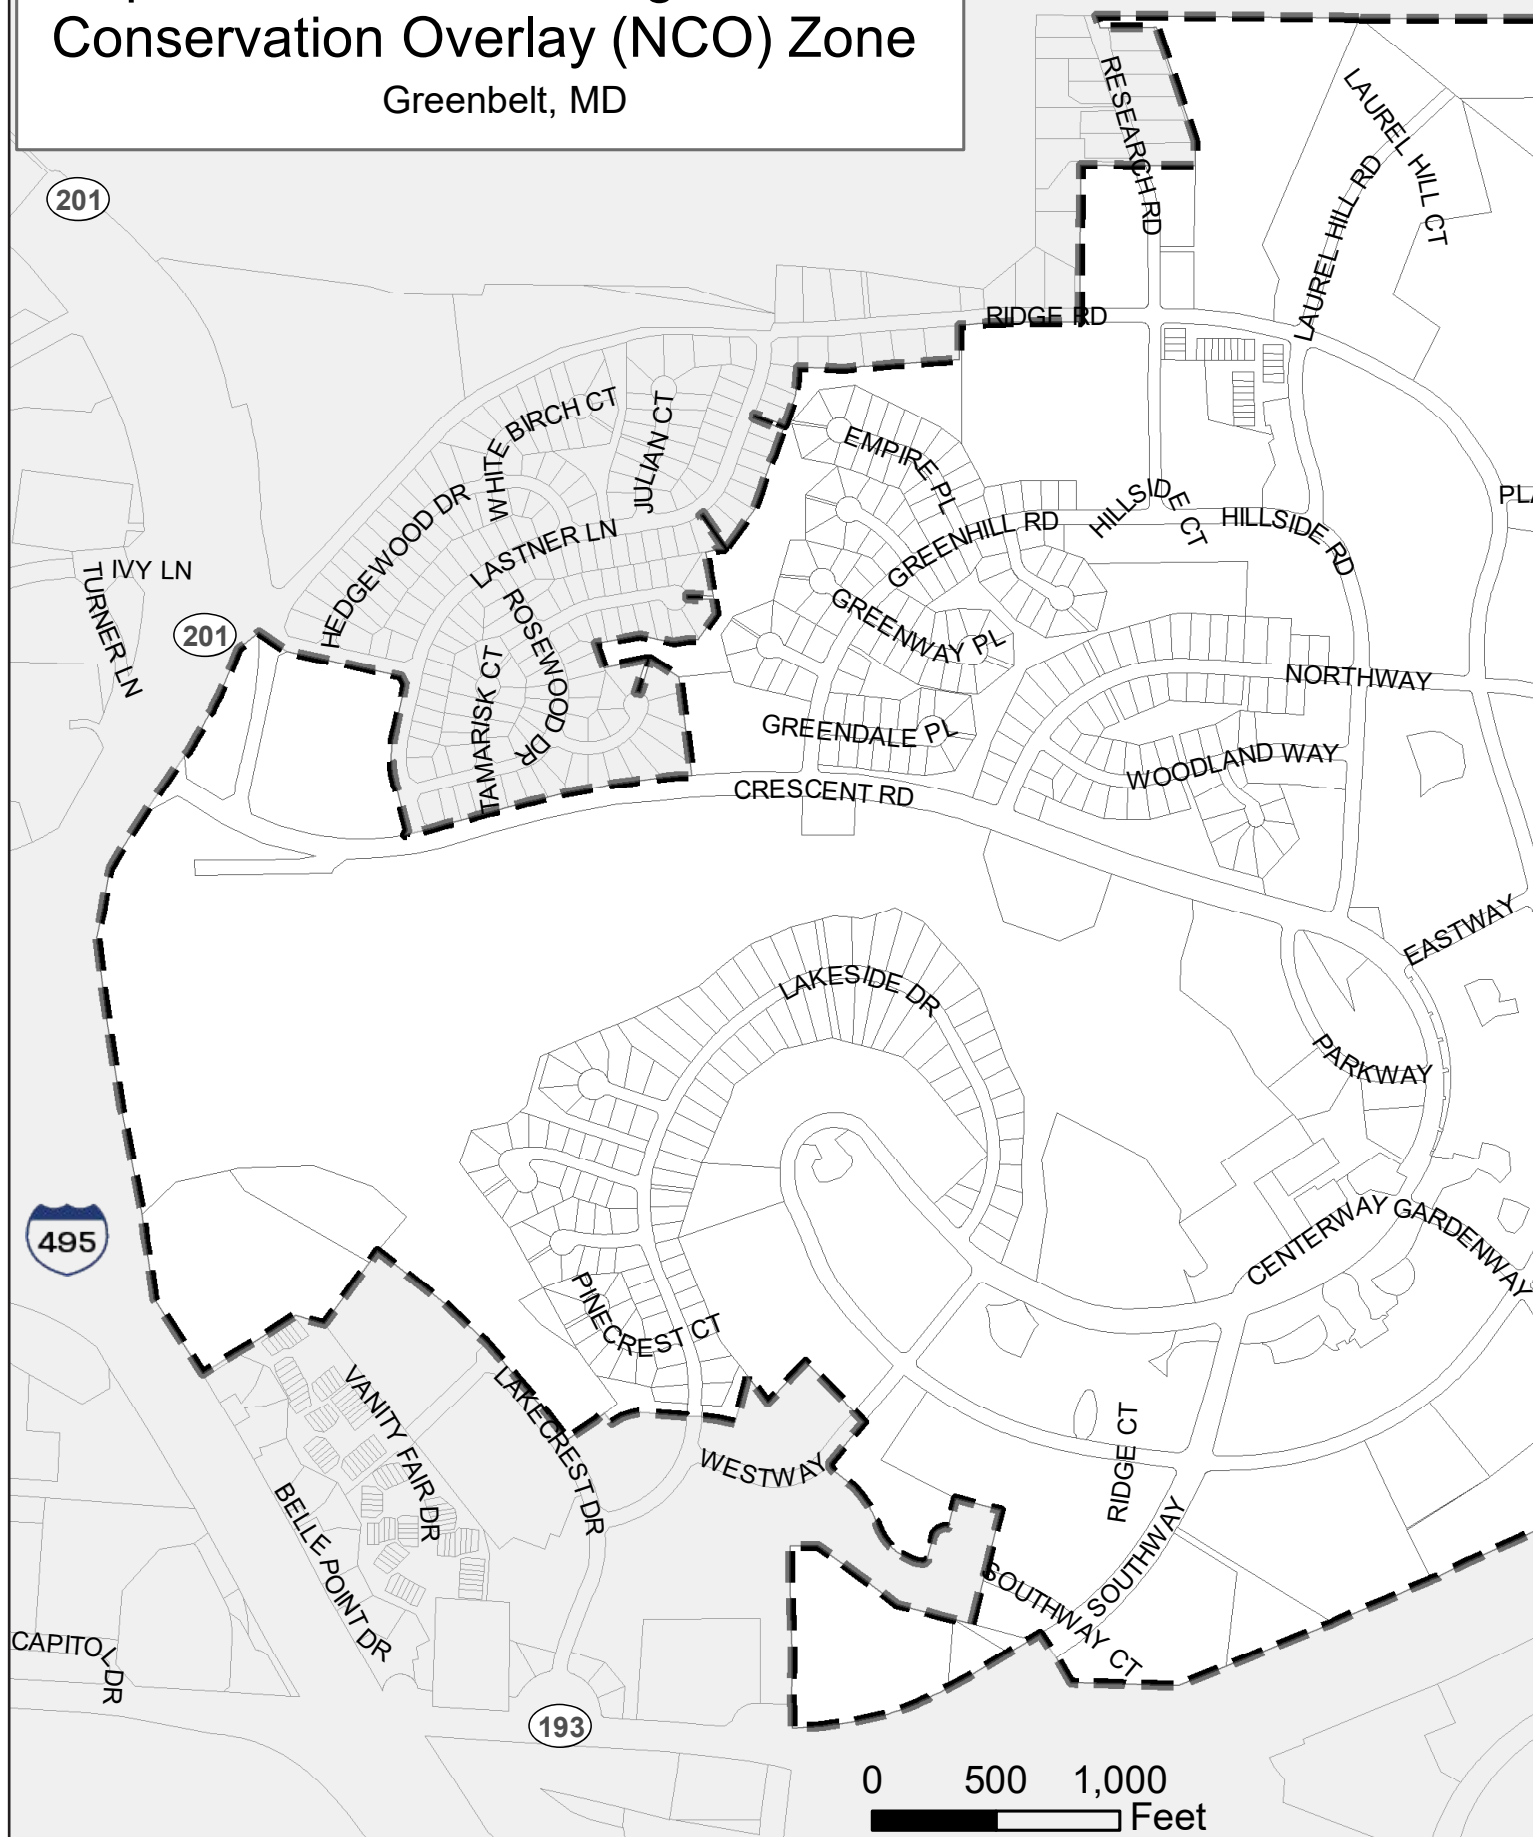 Conservation Overlay (NCO) Zone
Greenbelt, MD
RESEARCH RD
LAUREL HILL CT
LAUREL HILL RD
201
RIDGE RD
WHITE BIRCH CT
JULIAN CT
EMPIRE PL
HEDGEWOOD DR
LASTNER LN
GREENHILL RD
HILLSIDE CT
HILLSIDE RD
IVY LN
TURNER LN
201
ROSEWOOD DR
TAMARISK CT
GREENWAY PL
NORTHWAY
GREENDALE PL
WOODLAND WAY
CRESCENT RD
EASTWAY
LAKESIDE DR
PARKWAY
495
CENTERWAY
GARDENWAY
PINECREST CT
VANITY FAIR DR
LAKECREST DR
WESTWAY
RIDGE CT
BELLE POINT DR
SOUTHWAY
SOUTHWAY CT
CAPITOL DR
193
0 500 1,000
Feet